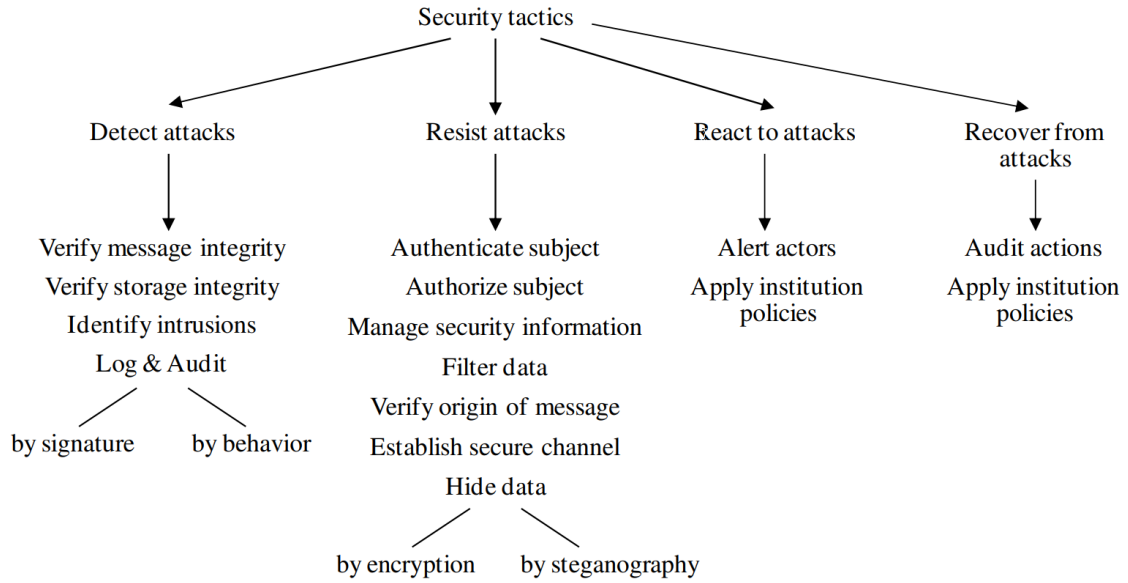 Security tactics
Detect attacks
Resist attacks
React to attacks
Recover from
attacks
Verify message integrity
Verify storage integrity
Identify intrusions
Log & Audit
by signature
by behavior
Authenticate subject
Authorize subject
Manage security information
Filter data
Verify origin of message
Establish secure channel
Hide data
by encryption
by steganography
Alert actors
Apply institution
policies
Audit actions
Apply institution
policies